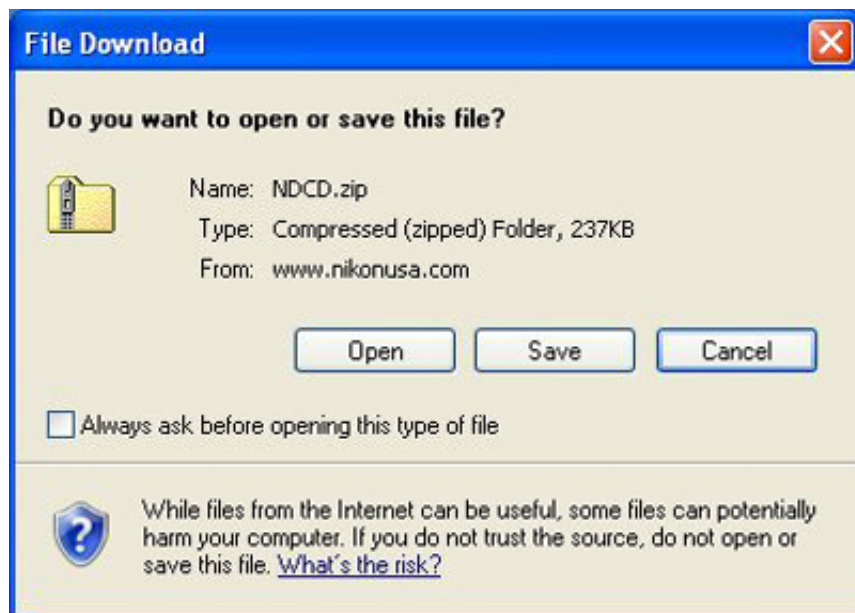 File Download
Do you want to open or save this file?
Name: NDCD.zip
Type: Compressed (zipped) Folder, 237KB
From: www.nikonusa.com
Open Save Cancel
Always ask before opening this type of file
While files from the Internet can be useful, some files can potentially
harm your computer. If you do not trust the source, do not open or
save this file. What's the risk?